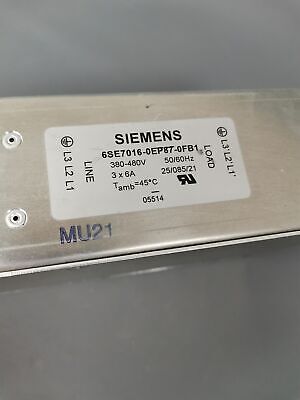 SIEMENS
6SE7016-0EP87-0FB1
380-480V 50/60Hz
3 x 6A 25/085/21
Tamb=45°C
05514
LINE
L3 L2 L1
LOAD
L3' L2' L1'
MU21